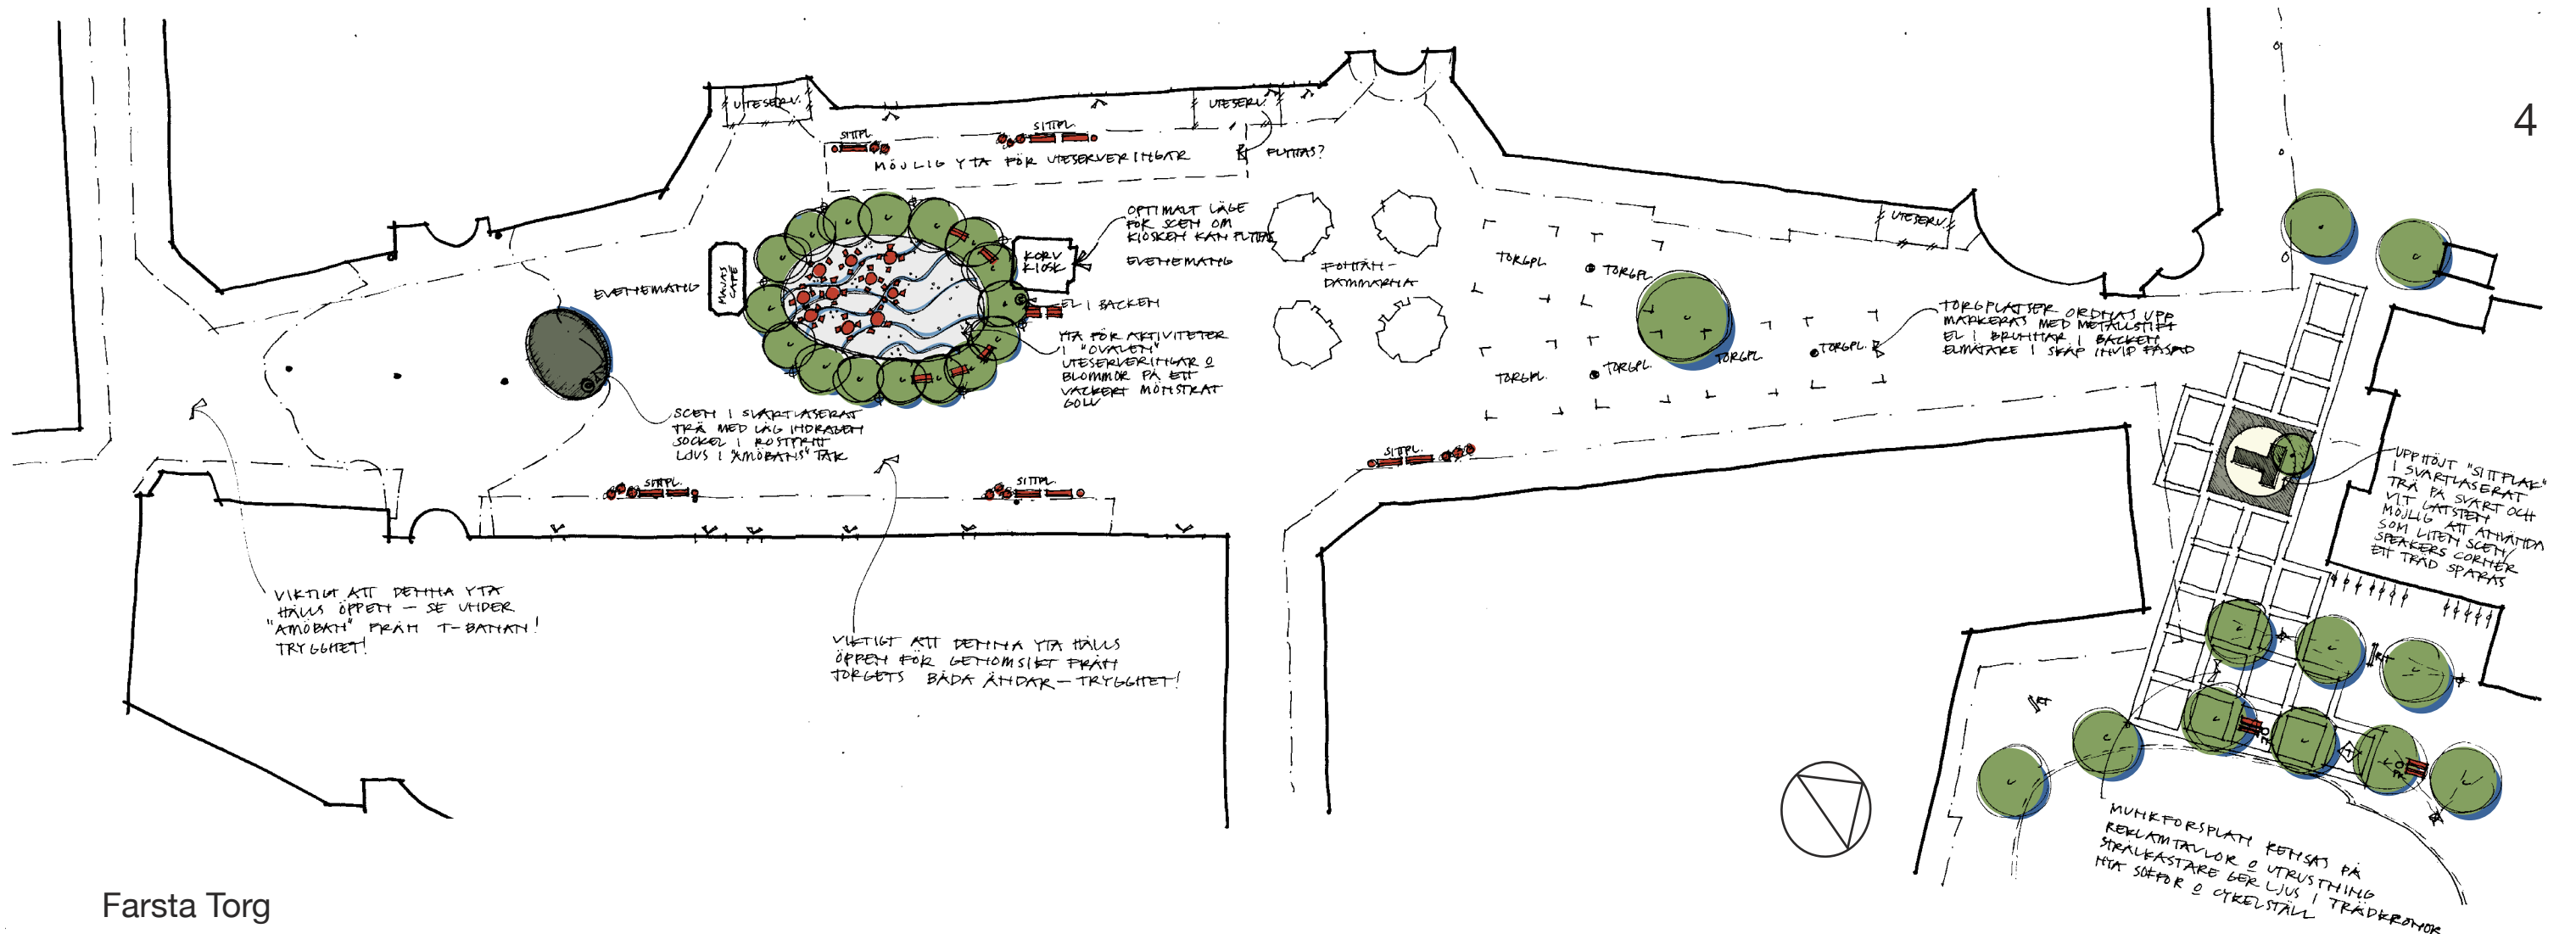 4
UTESERV.
UTESERV.
SITTPL.
SITTPL.
MÖJLIG YTA FÖR UTESERVERINGAR
FLYTTAS?
UTESERV.
OPTIMALT LÄGE
FÖR SCEN OM
KIOSKEN KAN FLYTTAS
EVENEMANG
KORV
KIOSK
MAJAS
CAFÉ
EVENEMANG
EL I BACKEN
YTA FÖR AKTIVITETER
I "OVALEN"
UTESERVERINGAR O
BLOMMOR PÅ ETT
VACKERT MÖNSTRAT
GOLV
FONTÄN-
DAMMARNA
TORGPL.
TORGPL.
TORGPL.
TORGPL.
TORGPL.
TORGPL.
TORGPLATSER ORDNAS UPP
MARKERAS MED METALLSTIFT
EL I BRUNNAR I BACKEN
ELMÄTARE I SKÅP INVID FASAD
SCEN I SVARTLASERAT
TRÄ MED LÅG INDRAGEN
SOCKEL I ROSTFRITT
LJUS I "AMÖBANS" TAK
SITTPL.
SITTPL.
SITTPL.
UPPHÖJT "SITTFLAK"
I SVARTLASERAT
TRÄ PÅ SVART OCH
VIT GATSTEN
MÖJLIG ATT ANVÄNDA
SOM LITEN SCEN/
SPEAKERS CORNER
ETT TRÄD SPARAS
VIKTIGT ATT DENNA YTA
HÅLLS ÖPPEN – SE UNDER
"AMÖBAN" FRÅN T-BANAN!
TRYGGHET!
VIKTIGT ATT DENNA YTA HÅLLS
ÖPPEN FÖR GENOMSIKT FRÅN
TORGETS BÅDA ÄNDAR – TRYGGHET!
MUNKFORSPLAN RENSAS PÅ
REKLAMTAVLOR O UTRUSTNING
STRÅLKASTARE GER LJUS I TRÄDKRONOR
NYA SOFFOR O CYKELSTÄLL
Farsta Torg